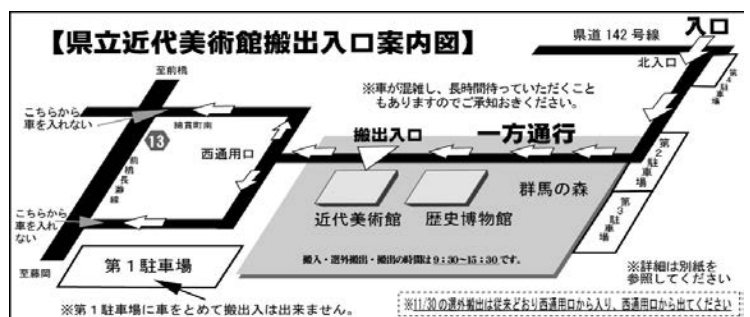 【県立近代美術館搬出入口案内図】
県道142号線
入口
北入口
第4駐車場
至前橋
※車が混雑し、長時間待っていただくこと
もありますのでご承知おきください。
こちらから
車を入れない
綿貫町南
13
前橋長瀞線
西通用口
搬出入口
一方通行
第2駐車場
群馬の森
近代美術館
歴史博物館
第3駐車場
こちらから
車を入れ
ない
至藤岡
第1駐車場
搬入・選外搬出・搬出の時間は9:30~15:30です。
※詳細は別紙を
参照してください
※第1駐車場に車をとめて搬出入は出来ません。
※11/30の選外搬出は従来どおり西通用口から入り、西通用口から出てください